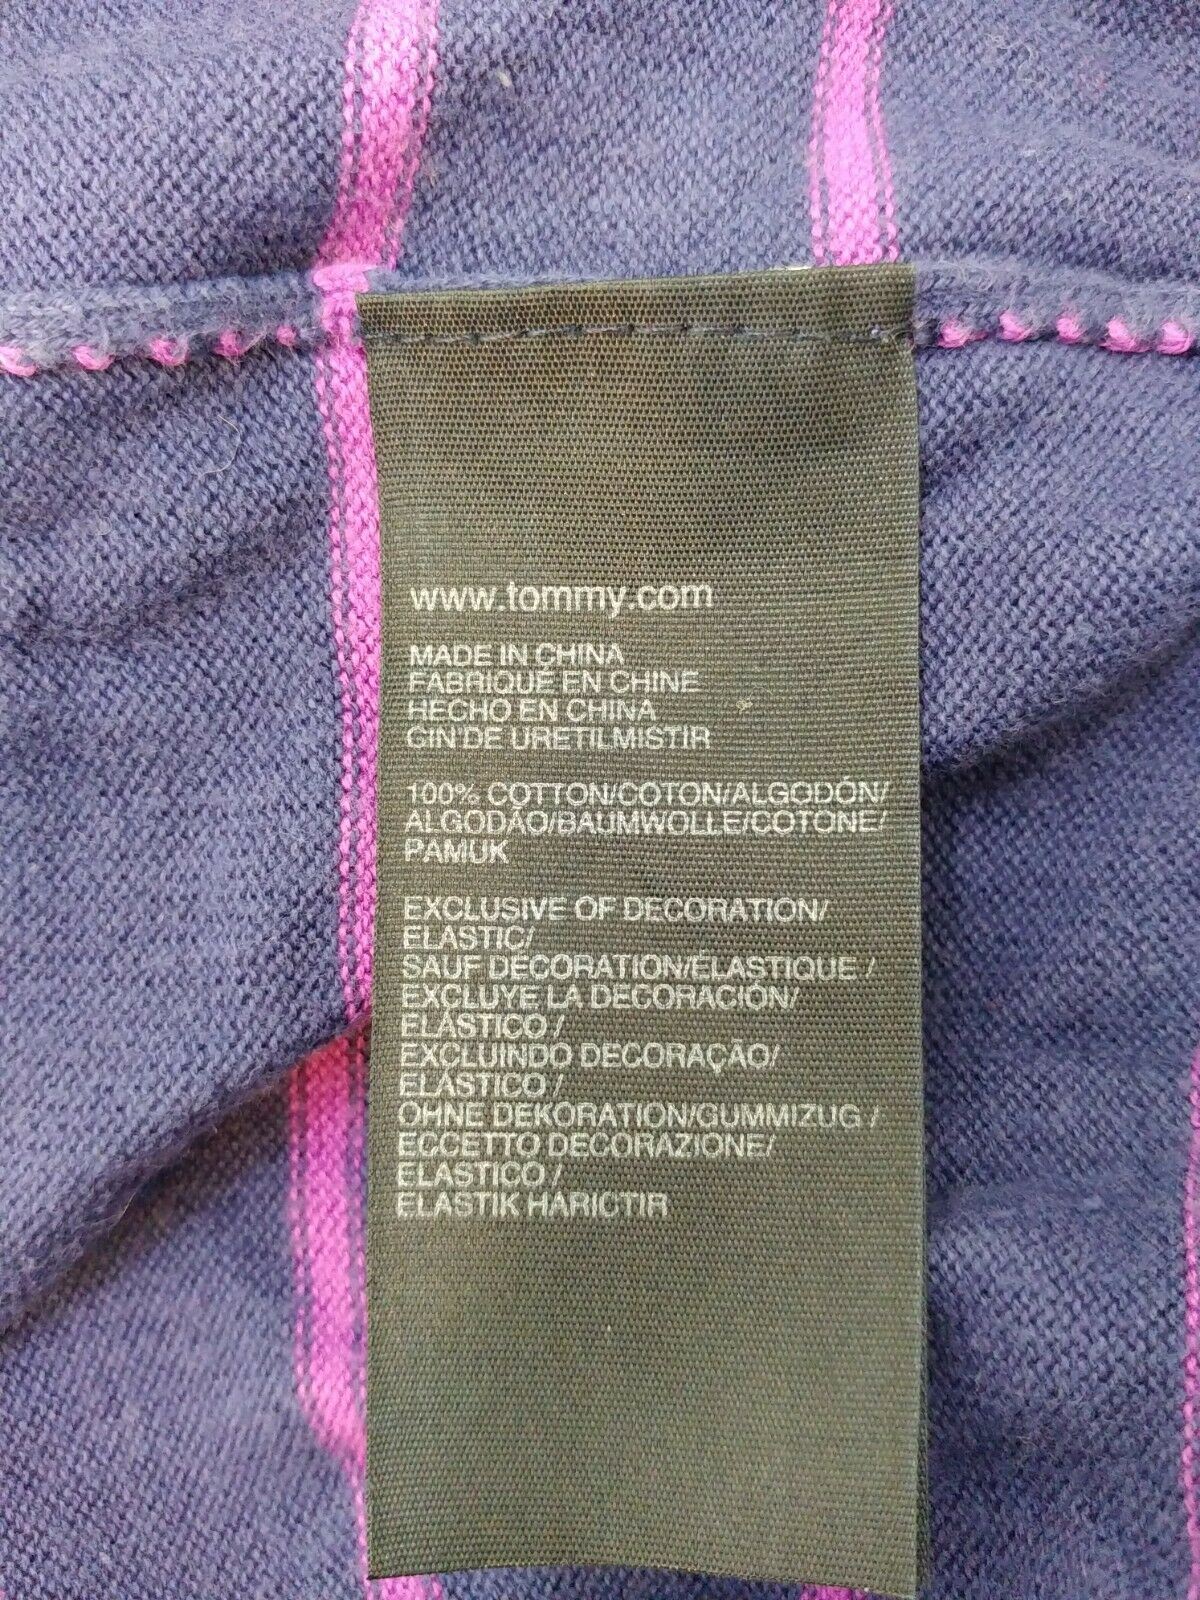 www.tommy.com
MADE IN CHINA
FABRIQUÉ EN CHINE
HECHO EN CHINA
CIN DE URETILMISTIR
100% COTTON/COTON/ALGODÓN/
ALGODÃO/BAUMWOLLE/COTONE/
PAMUK
EXCLUSIVE OF DECORATION/
ELASTIC/
SAUF DÉCORATION/ÉLASTIQUE /
EXCLUYE LA DECORACIÓN/
ELÁSTICO /
EXCLUINDO DECORAÇÃO/
ELÁSTICO /
OHNE DEKORATION/GUMMIZUG /
ECCETTO DECORAZIONE/
ELASTICO /
ELASTIK HARICTIR